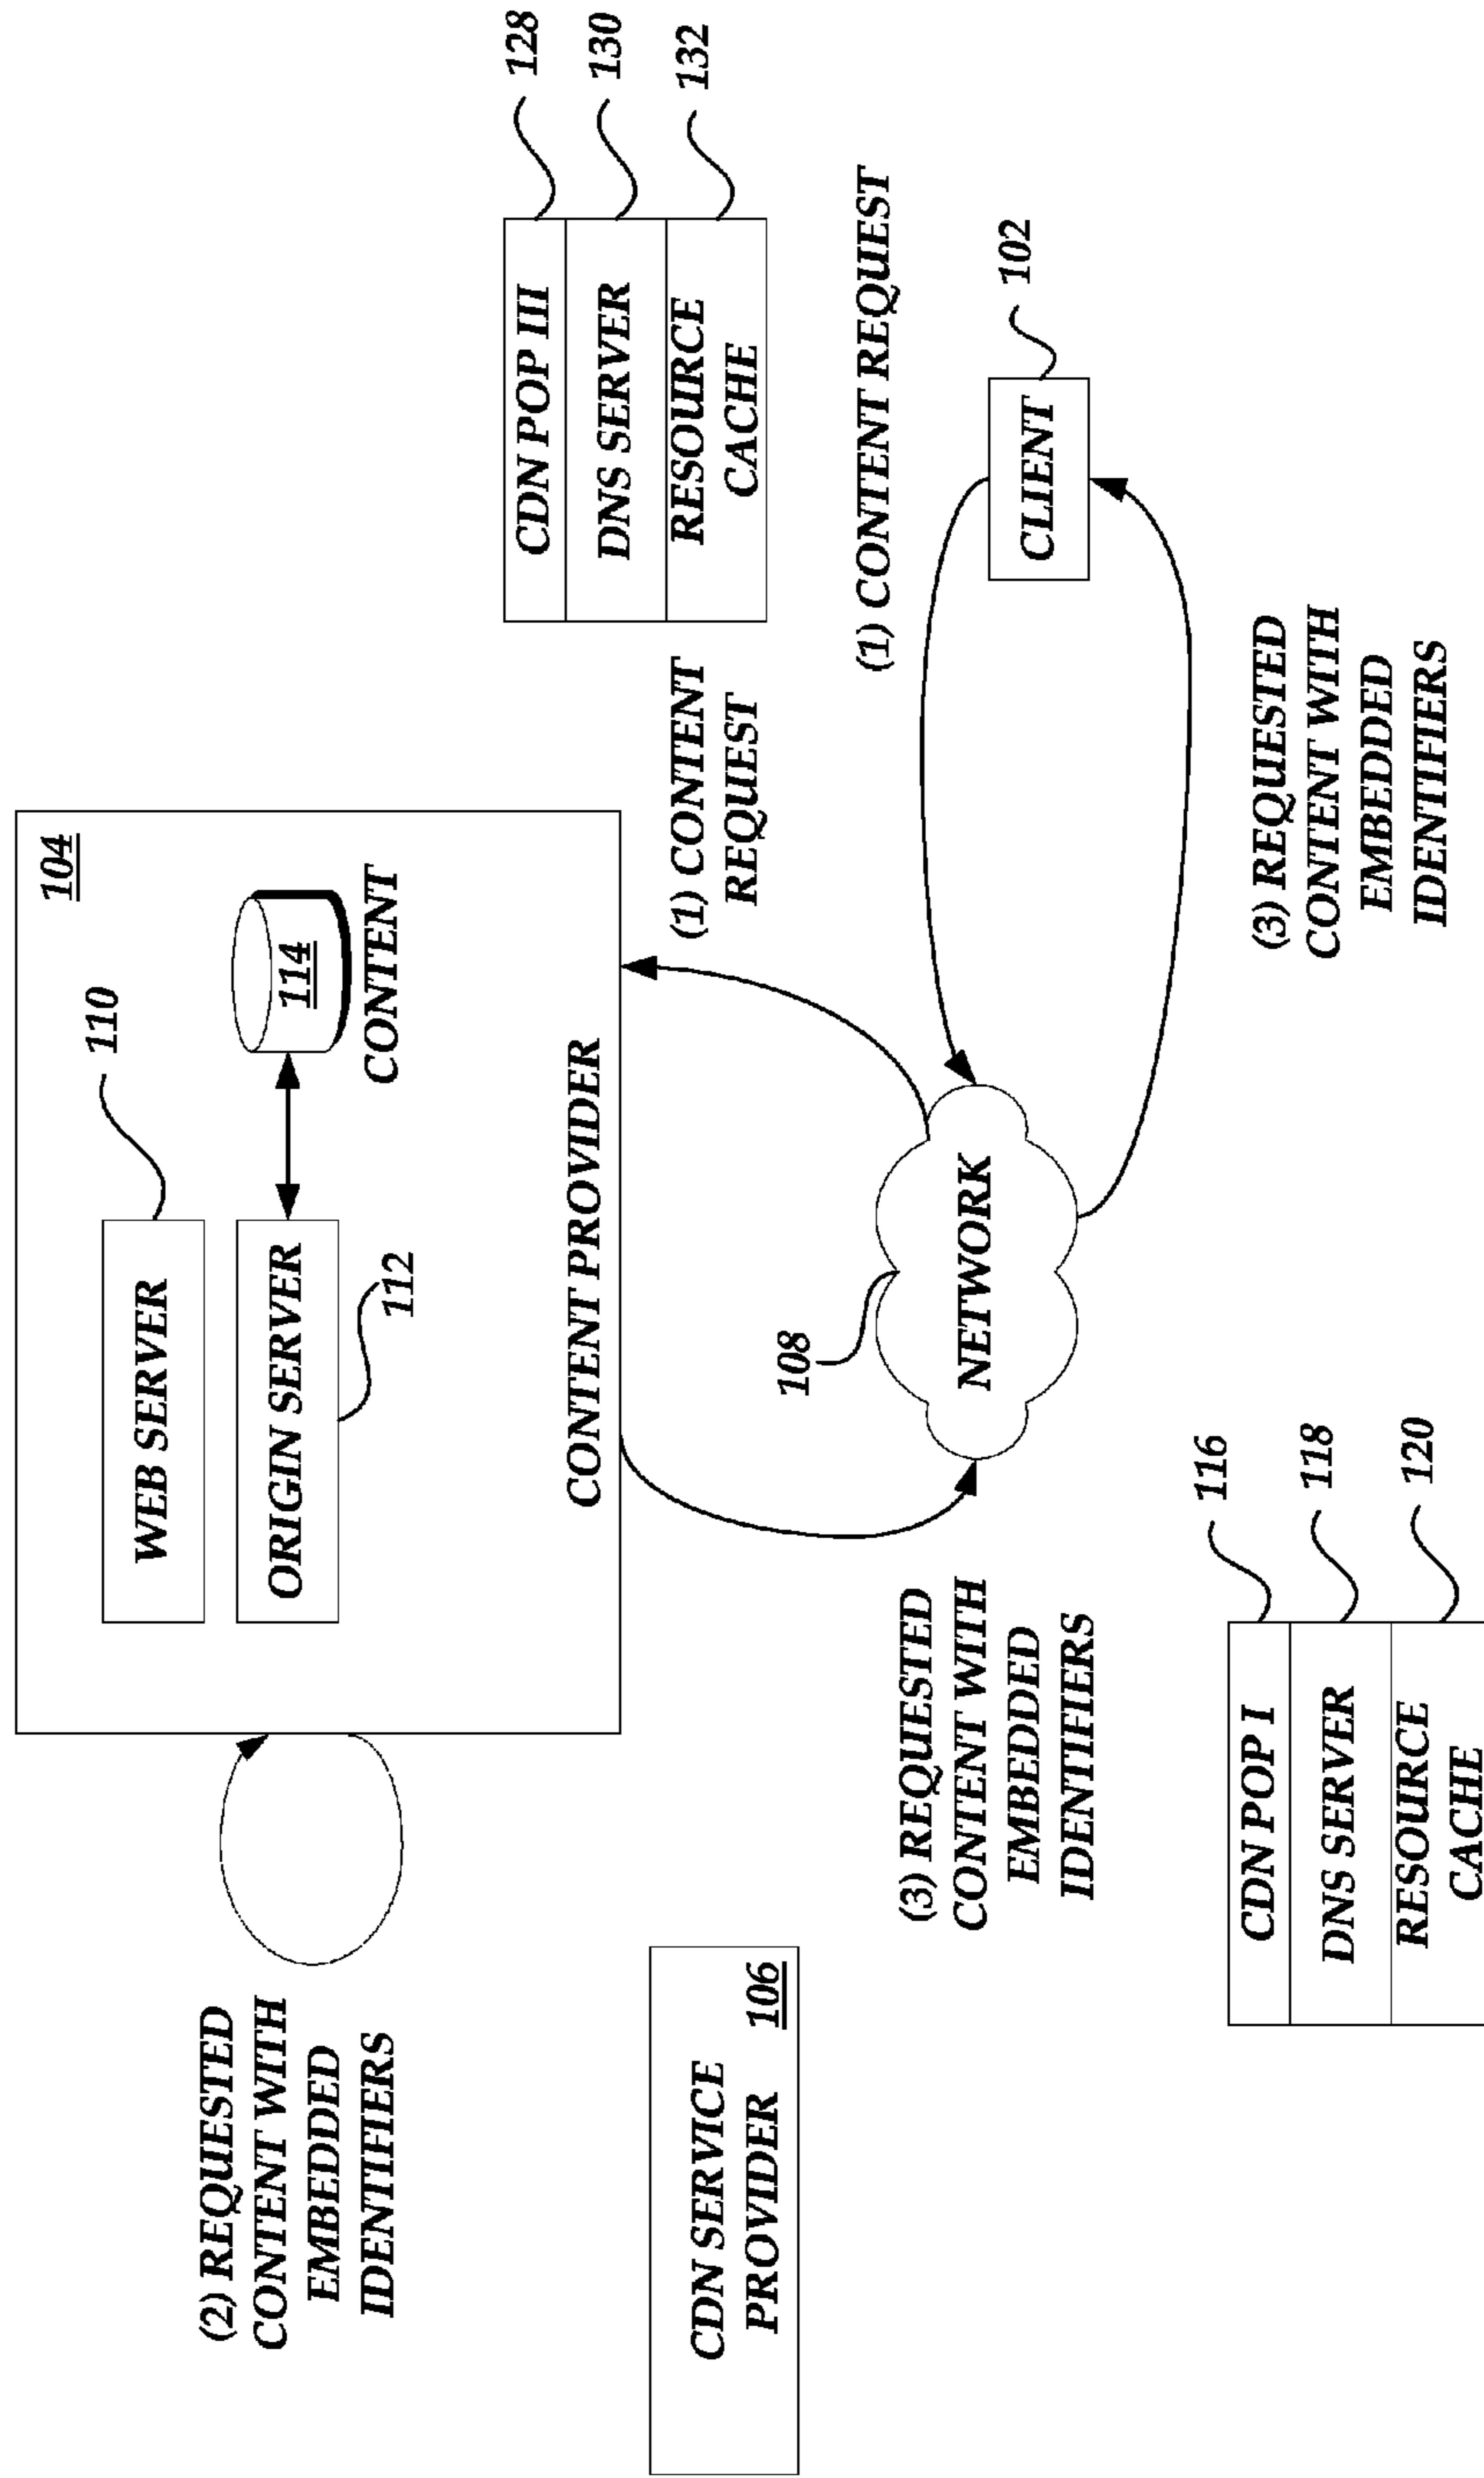 104
WEB SERVER
110
ORIGIN SERVER
112
114
CONTENT
CONTENT PROVIDER
(2) REQUESTED
CONTENT WITH
EMBEDDED
IDENTIFIERS
CDN SERVICE
PROVIDER
106
CDN POP III
DNS SERVER
RESOURCE
CACHE
128
130
132
(1) CONTENT
REQUEST
(1) CONTENT REQUEST
108
NETWORK
CLIENT
102
(3) REQUESTED
CONTENT WITH
EMBEDDED
IDENTIFIERS
(3) REQUESTED
CONTENT WITH
EMBEDDED
IDENTIFIERS
CDN POP I
DNS SERVER
RESOURCE
CACHE
116
118
120